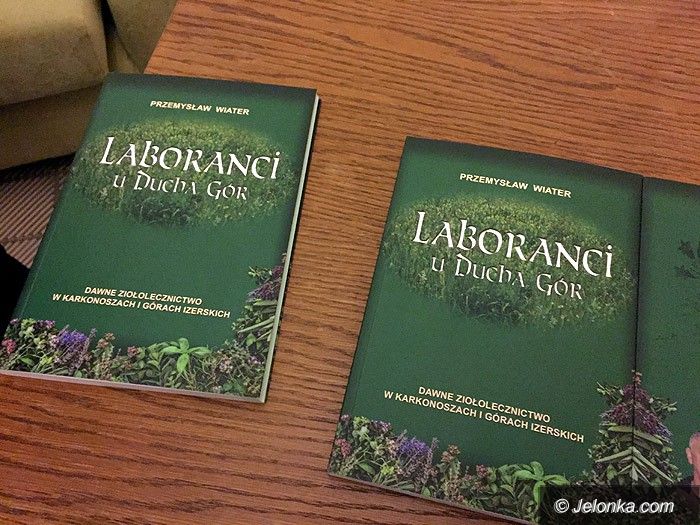 PRZEMYSŁAW WIATER
LABORANCI
U DUCHA GÓR
DAWNE ZIOŁOLECZNICTWO
W KARKONOSZACH I GÓRACH IZERSKICH
PRZEMYSŁAW WIATER
LABORANCI
U DUCHA GÓR
DAWNE ZIOŁOLECZNICTWO
W KARKONOSZACH I GÓRACH IZERSKICH
© Jelonka.com